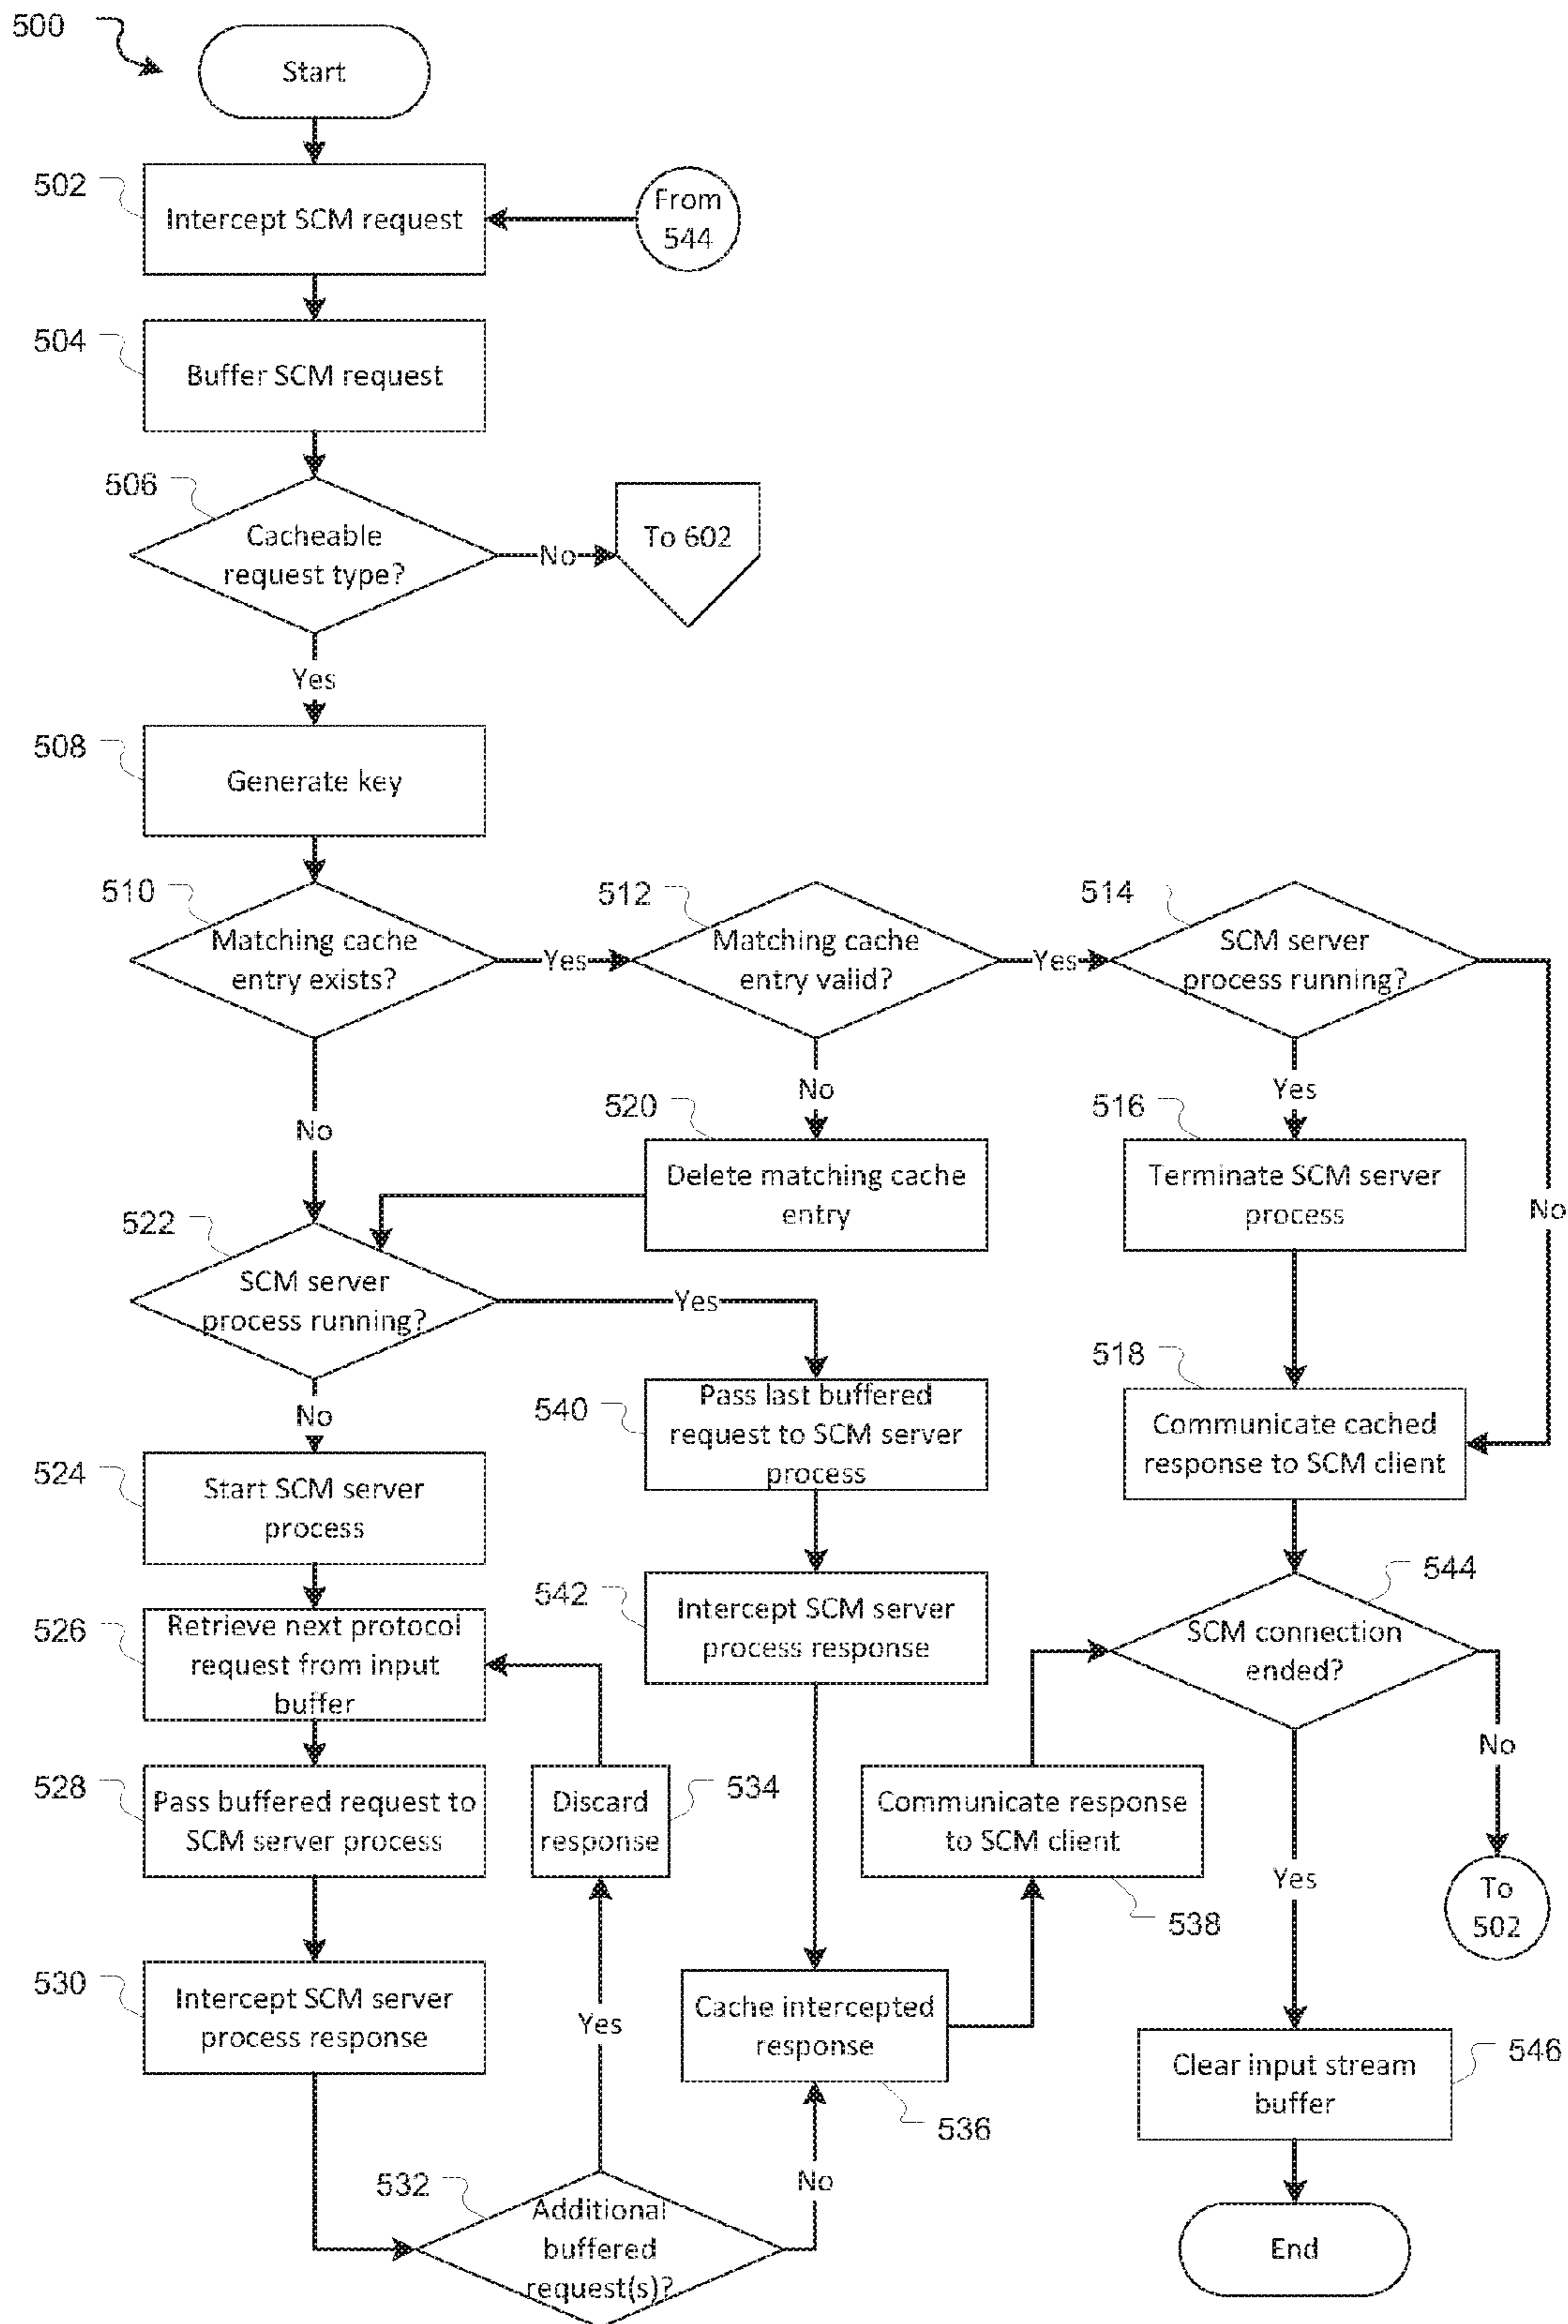 500
Start
502
Intercept SCM request
From
544
504
Buffer SCM request
506
Cacheable
request type?
No
To 602
Yes
508
Generate key
510
Matching cache
entry exists?
Yes
512
Matching cache
entry valid?
Yes
514
SCM server
process running?
No
No
Yes
520
Delete matching cache
entry
516
Terminate SCM server
process
No
522
SCM server
process running?
Yes
No
540
Pass last buffered
request to SCM server
process
518
Communicate cached
response to SCM client
524
Start SCM server
process
542
Intercept SCM server
process response
544
SCM connection
ended?
526
Retrieve next protocol
request from input
buffer
No
528
Pass buffered request to
SCM server process
Discard
response
534
Communicate response
to SCM client
538
Yes
To
502
530
Intercept SCM server
process response
Yes
Cache intercepted
response
536
Clear input stream
buffer
546
No
532
Additional
buffered
request(s)?
End